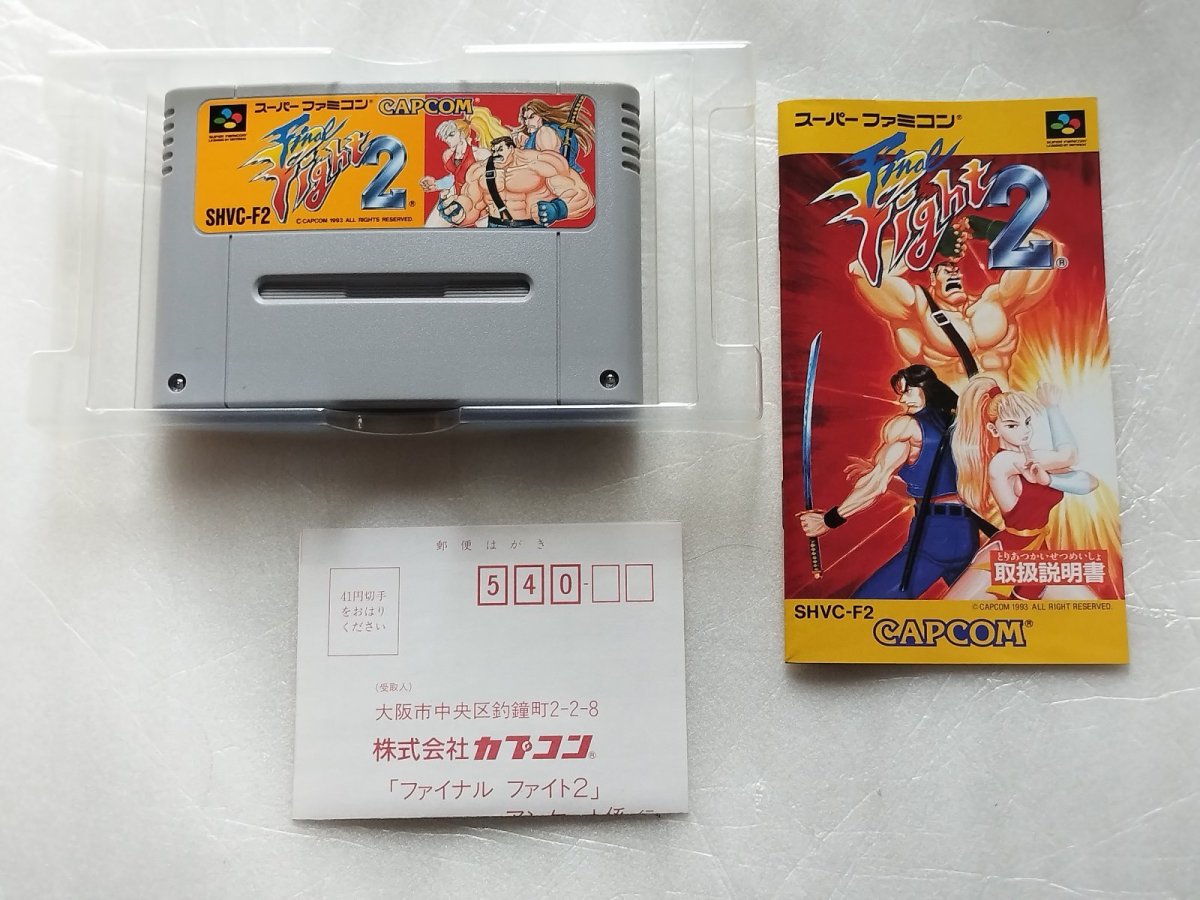 スーパー ファミコン®
CAPCOM®
SUPER FAMICOM
Final
Fight
2®
SHVC-F2
© CAPCOM 1993 ALL RIGHTS RESERVED.
スーパー ファミコン®
SUPER FAMICOM
Final
Fight
2®
とりあつかいせつめいしょ
取扱説明書
SHVC-F2
© CAPCOM 1993 ALL RIGHT RESERVED.
CAPCOM®
郵便はがき
41円切手
をおはり
ください
540-
(受取人)
大阪市中央区釣鐘町2-2-8
株式会社カプコン®
「ファイナル ファイト2」